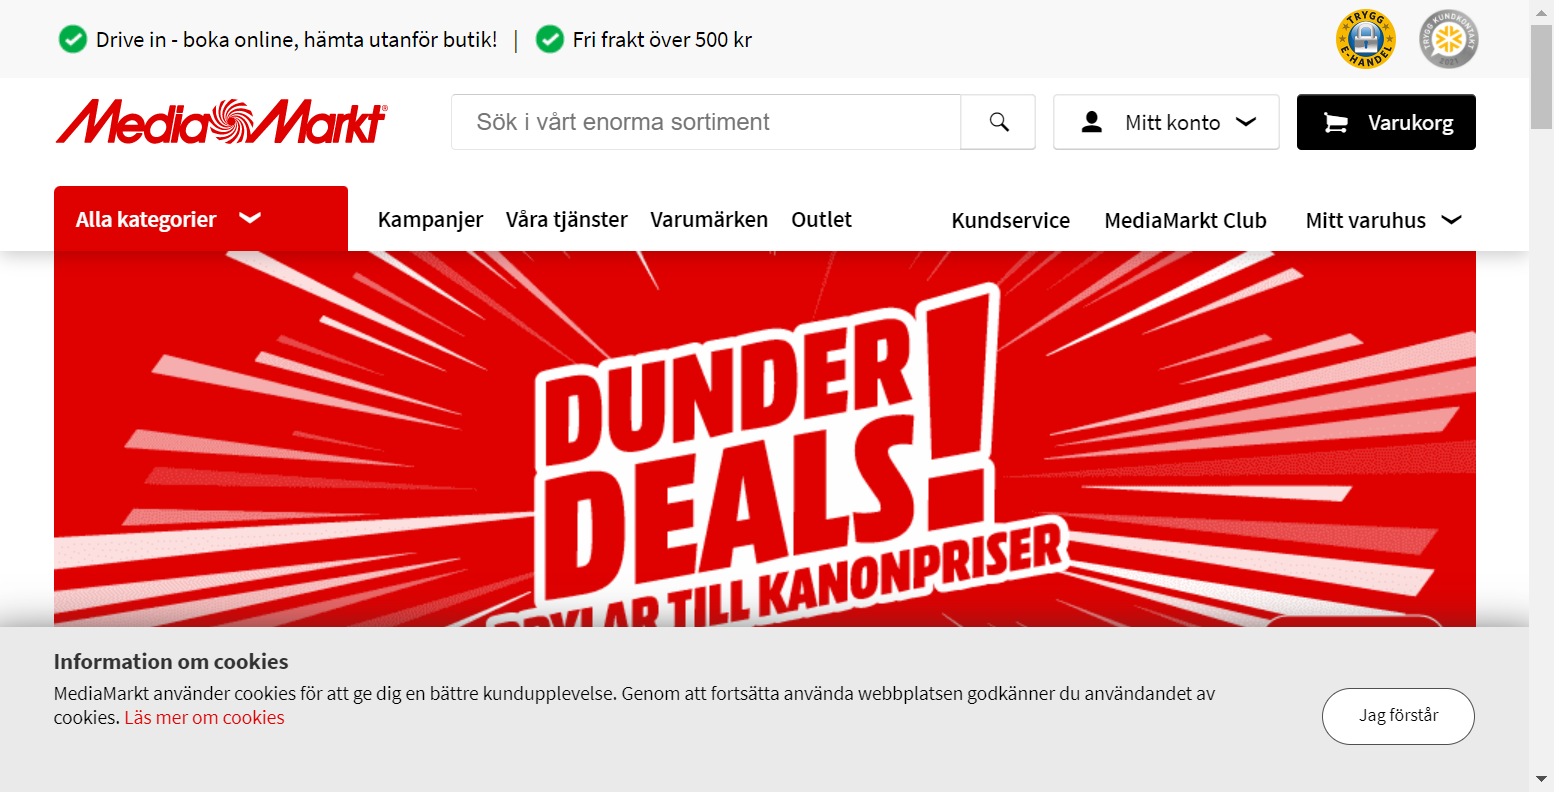 Drive in - boka online, hämta utanför butik! | Fri frakt över 500 kr
TRYGG E-HANDEL
TRYGG KUNDKONTAKT 2021
MediaMarkt®
Sök i vårt enorma sortiment
Mitt konto
Varukorg
Alla kategorier
Kampanjer Våra tjänster Varumärken Outlet
Kundservice MediaMarkt Club Mitt varuhus
DUNDER
DEALS!
PRYLAR TILL KANONPRISER
Information om cookies
MediaMarkt använder cookies för att ge dig en bättre kundupplevelse. Genom att fortsätta använda webbplatsen godkänner du användandet av
cookies. Läs mer om cookies
Jag förstår